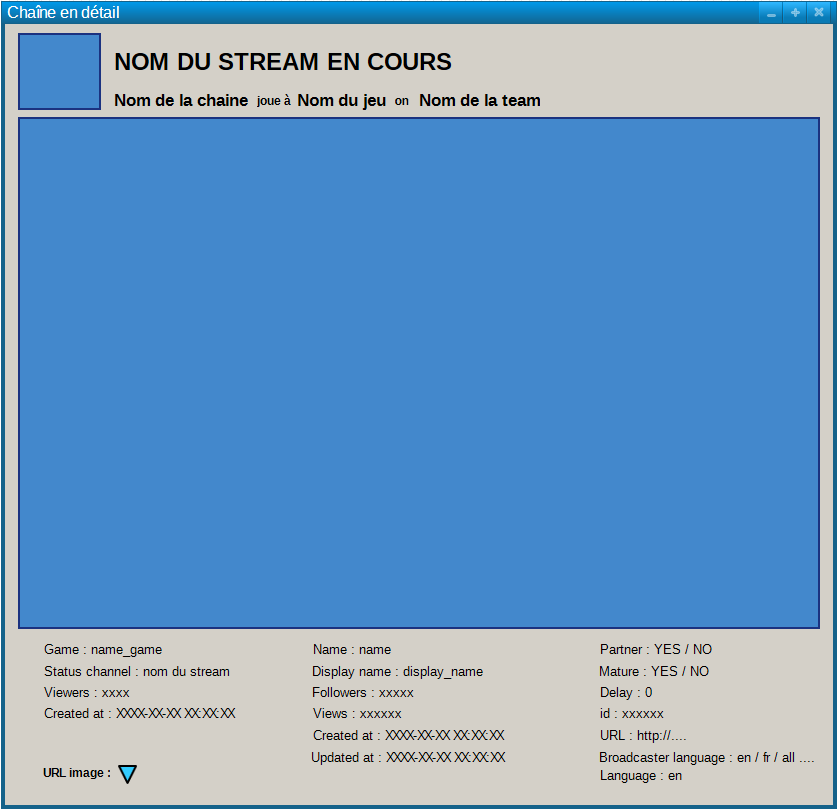 Chaîne en détail
NOM DU STREAM EN COURS
Nom de la chaine joue à Nom du jeu on Nom de la team
Game : name_game
Status channel : nom du stream
Viewers : xxxx
Created at : XXXX-XX-XX XX:XX:XX
URL image :
Name : name
Display name : display_name
Followers : xxxxx
Views : xxxxxx
Created at : XXXX-XX-XX XX:XX:XX
Updated at : XXXX-XX-XX XX:XX:XX
Partner : YES / NO
Mature : YES / NO
Delay : 0
id : xxxxxx
URL : http://....
Broadcaster language : en / fr / all ....
Language : en